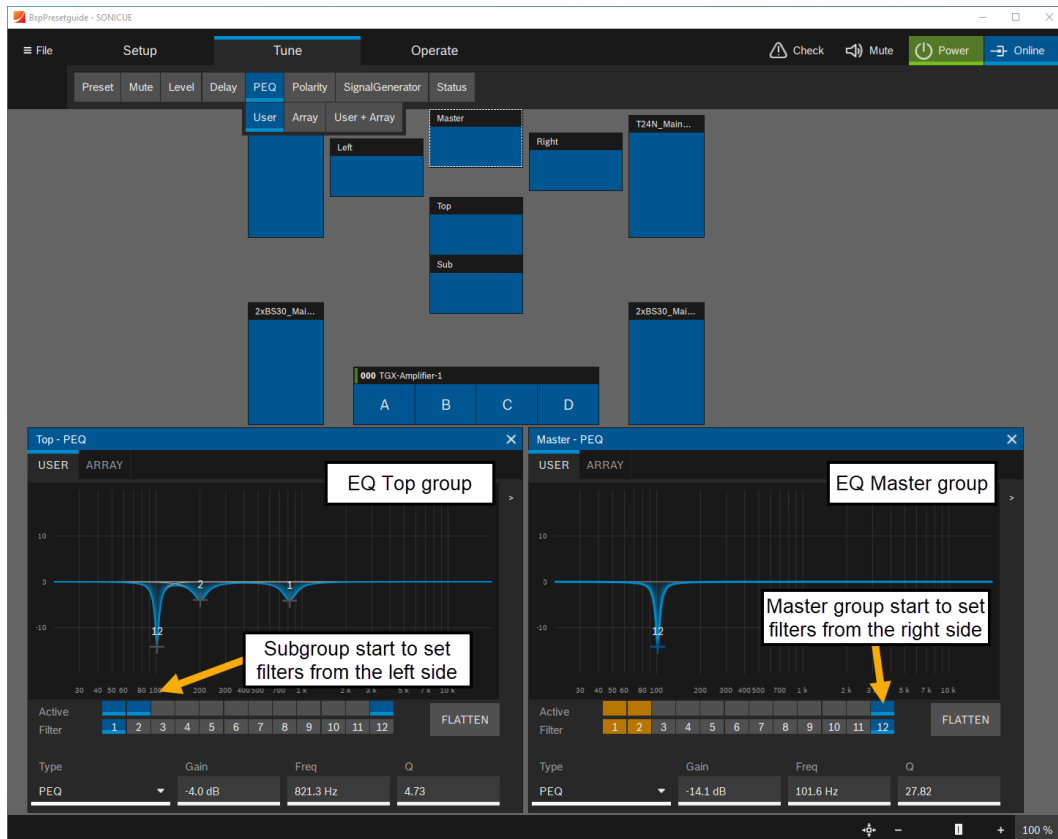 BspPresetguide - SONICUE
≡ File Setup Tune Operate Check Mute Power Online
Preset Mute Level Delay PEQ Polarity SignalGenerator Status
User Array User + Array
Master
T24N_Main...
Left
Right
Top
Sub
2xBS30_Mai...
2xBS30_Mai...
000 TGX-Amplifier-1
A B C D
Top - PEQ
USER ARRAY
EQ Top group
>
10
0
-10
2
1
12
Subgroup start to set
filters from the left side
30 40 50 60 80 100 200 300 400 500 700 1 k 2 k 3 k 5 k 7 k 10 k
Active
Filter 1 2 3 4 5 6 7 8 9 10 11 12
FLATTEN
Type Gain Freq Q
PEQ -4.0 dB 821.3 Hz 4.73
Master - PEQ
USER ARRAY
EQ Master group
>
10
0
-10
12
Master group start to set
filters from the right side
30 40 50 60 80 100 200 300 400 500 700 1 k 2 k 5 k 7 k 10 k
Active
Filter 1 2 3 4 5 6 7 8 9 10 11 12
FLATTEN
Type Gain Freq Q
PEQ -14.1 dB 101.6 Hz 27.82
− + 100 %